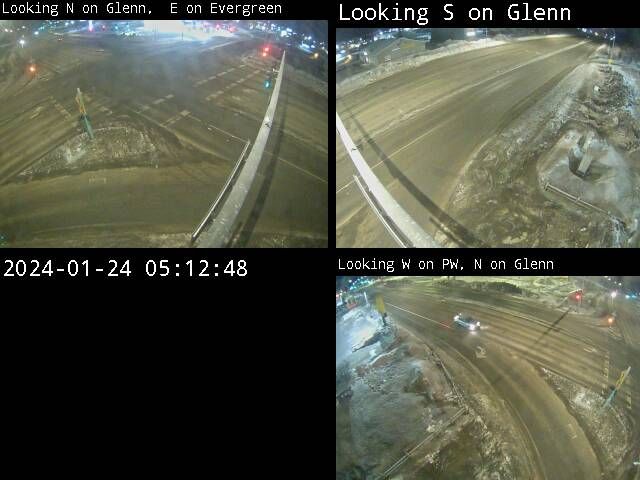 Looking N on Glenn,  E on Evergreen
Looking S on Glenn
2024-01-24 05:12:48
Looking W on PW, N on Glenn